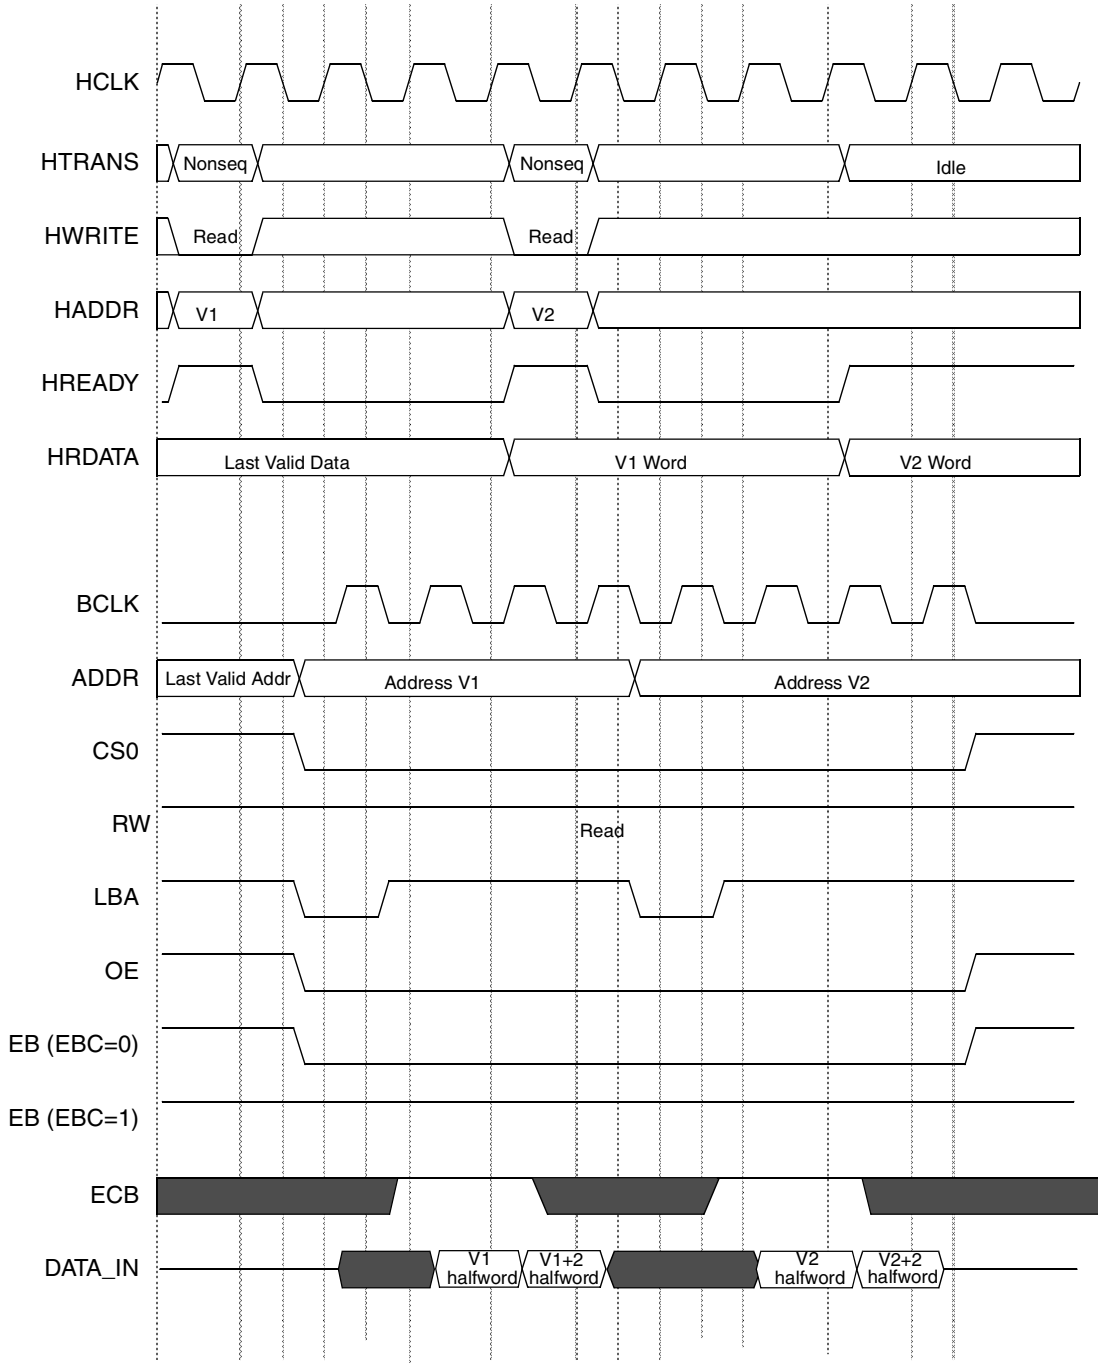 HCLK
HTRANS Nonseq Nonseq Idle
HWRITE Read Read
HADDR V1 V2
HREADY
HRDATA Last Valid Data V1 Word V2 Word
BCLK
ADDR Last Valid Addr Address V1 Address V2
CS0
RW Read
LBA
OE
EB (EBC=0)
EB (EBC=1)
ECB
DATA_IN V1 halfword V1+2 halfword V2 halfword V2+2 halfword